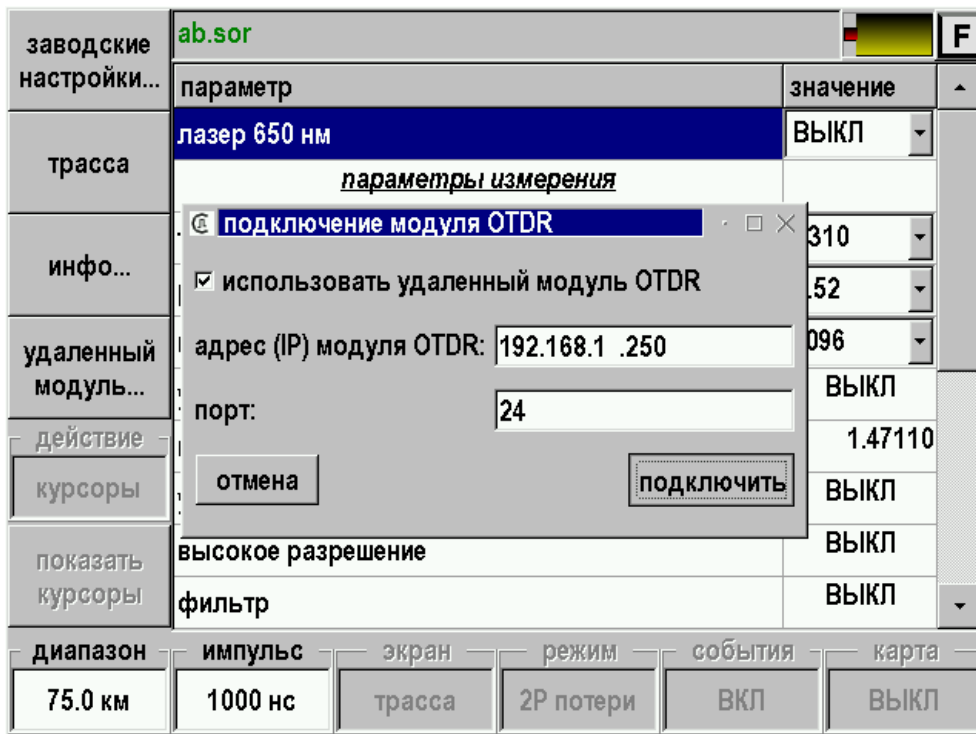 заводские
настройки...
ab.sor
F
параметр
значение
лазер 650 нм
ВЫКЛ
трасса
параметры измерения
подключение модуля OTDR
310
инфо...
использовать удаленный модуль OTDR
.52
удаленный
модуль...
адрес (IP) модуля OTDR:
192.168.1 .250
096
ВЫКЛ
порт:
24
действие
1.47110
курсоры
отмена
подключить
ВЫКЛ
показать
курсоры
высокое разрешение
ВЫКЛ
фильтр
ВЫКЛ
диапазон
импульс
экран
режим
события
карта
75.0 км
1000 нс
трасса
2P потери
ВКЛ
ВЫКЛ